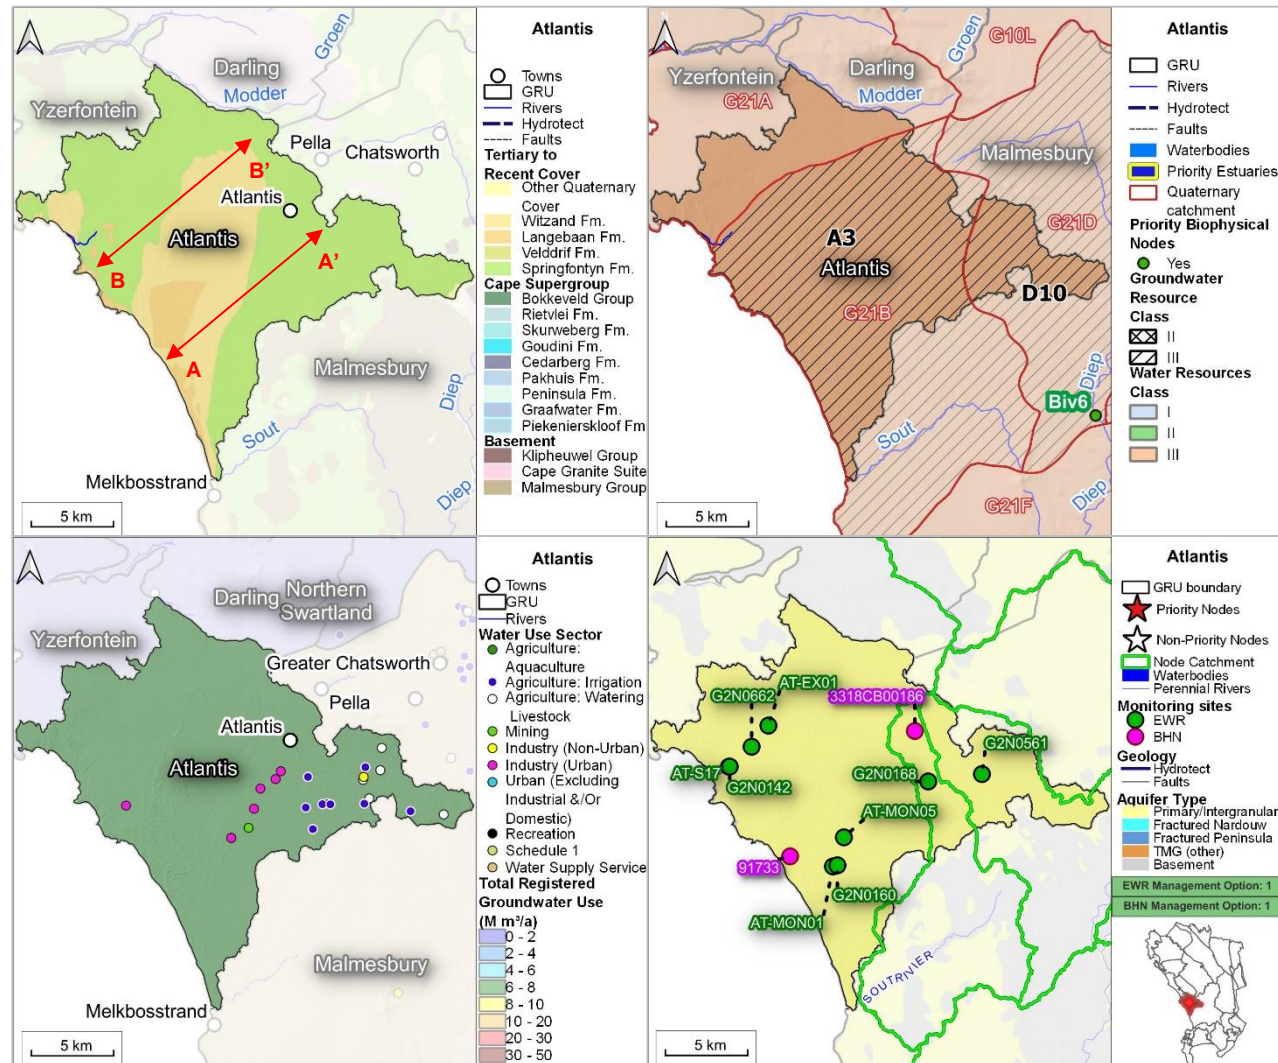 Darling
Groen
Yzerfontein
Modder
Pella
Chatsworth
B'
Atlantis
Atlantis
A'
B
A
Malmesbury
Diep
Sout
Diep
Melkbosstrand
5 km
Atlantis
Towns
GRU
Rivers
Hydrotect
Faults
Tertiary to
Recent Cover
Other Quaternary
Cover
Witzand Fm.
Langebaan Fm.
Velddrif Fm.
Springfontyn Fm.
Cape Supergroup
Bokkeveld Group
Rietvlei Fm.
Skurweberg Fm.
Goudini Fm.
Cedarberg Fm.
Pakhuis Fm.
Peninsula Fm.
Graafwater Fm.
Piekenierskloof Fm
Basement
Klipheuwel Group
Cape Granite Suite
Malmesbury Group
G10L
Groen
Darling
Yzerfontein
Modder
G21A
Diep
Malmesbury
G21D
A3
Atlantis
D10
G21B
Diep
Biv6
Sout
G21F
Diep
5 km
Atlantis
GRU
Rivers
Hydrotect
Faults
Waterbodies
Priority Estuaries
Quaternary
catchment
Priority Biophysical
Nodes
Yes
Groundwater
Resource
Class
II
III
Water Resources
Class
I
II
III
Darling
Northern
Swartland
Yzerfontein
Greater Chatsworth
Pella
Atlantis
Atlantis
Malmesbury
Melkbosstrand
5 km
Atlantis
Towns
GRU
Rivers
Water Use Sector
Agriculture:
Aquaculture
Agriculture: Irrigation
Agriculture: Watering
Livestock
Mining
Industry (Non-Urban)
Industry (Urban)
Urban (Excluding
Industrial &/Or
Domestic)
Recreation
Schedule 1
Water Supply Service
Total Registered
Groundwater Use
(M m³/a)
0 - 2
2 - 4
4 - 6
6 - 8
8 - 10
10 - 20
20 - 30
30 - 50
AT-EX01
G2N0662
3318CB00186
G2N0561
AT-S17
G2N0142
G2N0168
AT-MON05
91733
G2N0160
AT-MON01
SOUTRIVIER
5 km
Atlantis
GRU boundary
Priority Nodes
Non-Priority Nodes
Node Catchment
Waterbodies
Perennial Rivers
Monitoring sites
EWR
BHN
Geology
Hydrotect
Faults
Aquifer Type
Primary/Intergranular
Fractured Nardouw
Fractured Peninsula
TMG (other)
Basement
EWR Management Option: 1
BHN Management Option: 1